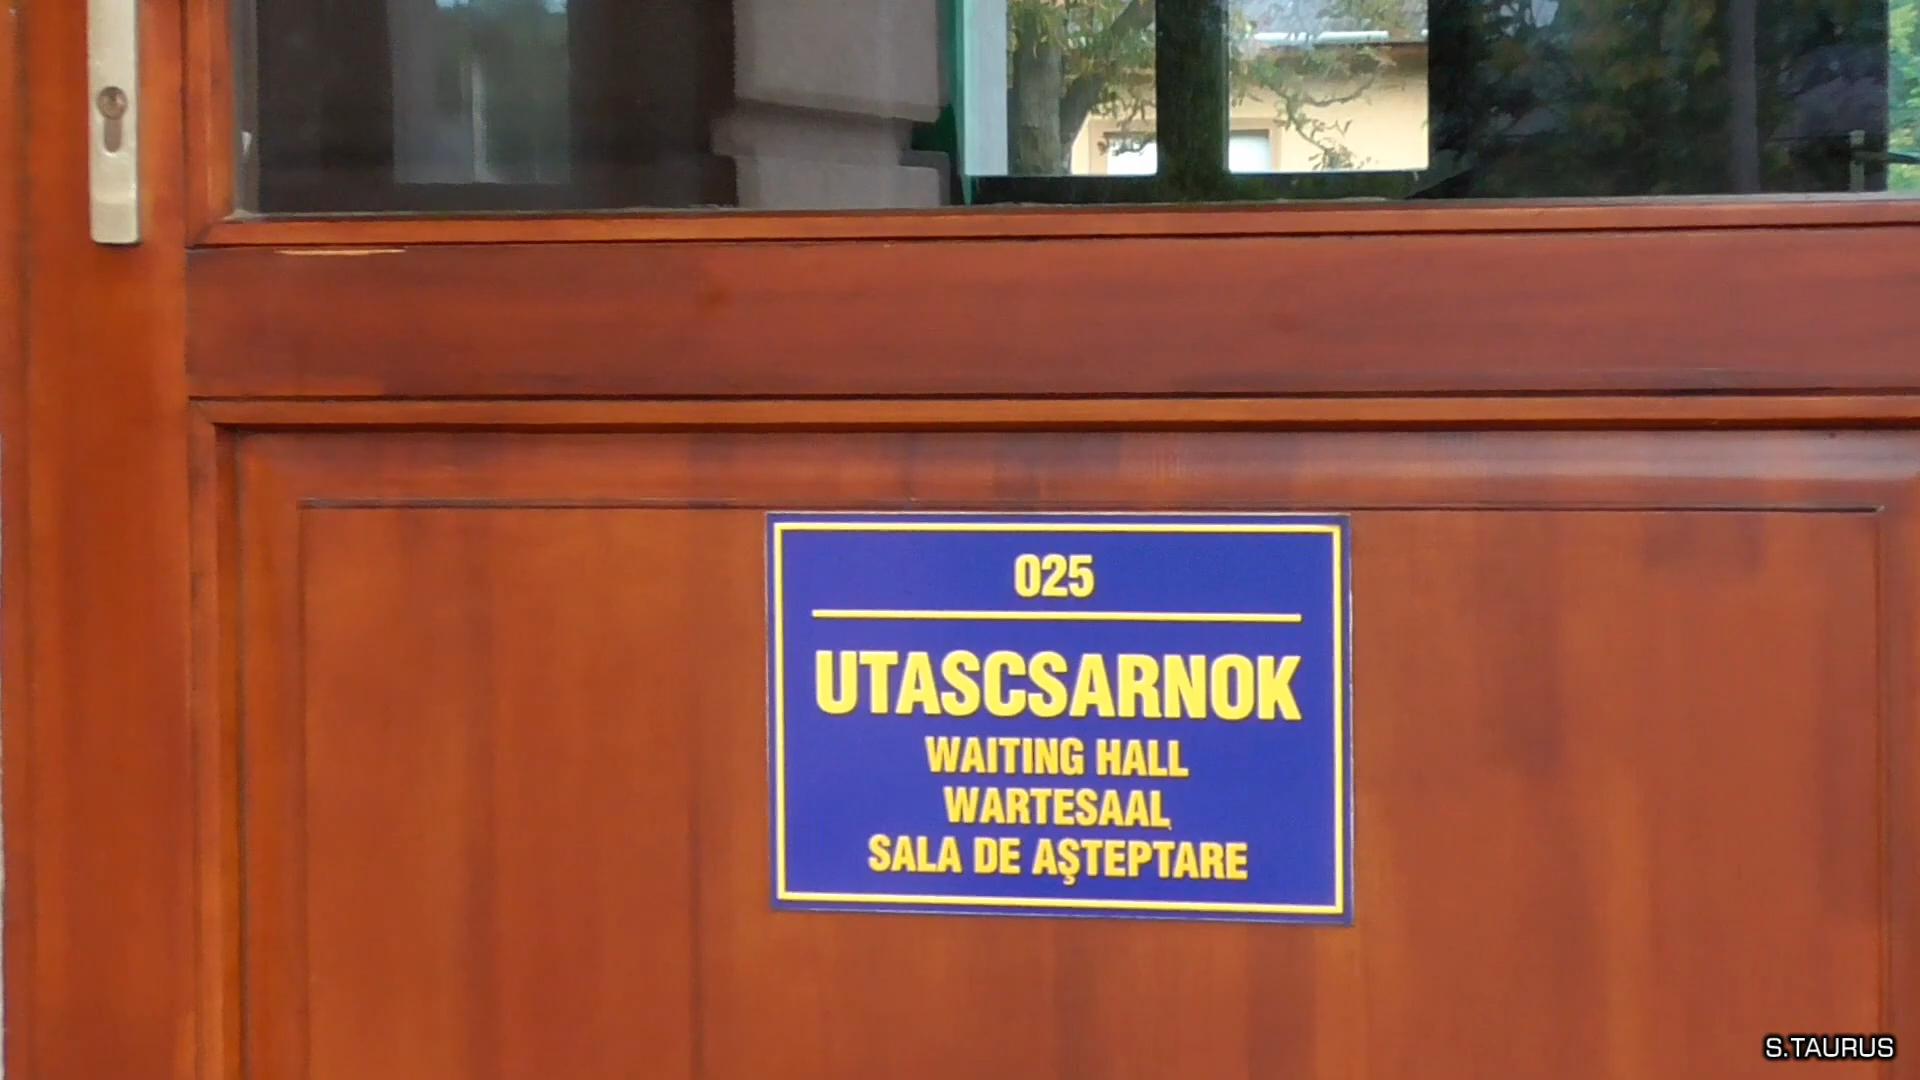 025
UTASCSARNOK
WAITING HALL
WARTESAAL
SALA DE AŞTEPTARE
S.TAURUS